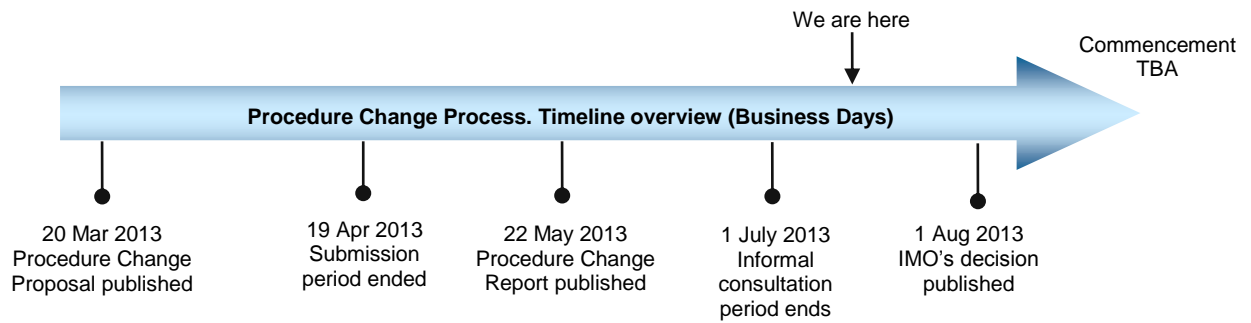 We are here
Commencement
TBA
Procedure Change Process. Timeline overview (Business Days)
20 Mar 2013
Procedure Change
Proposal published
19 Apr 2013
Submission
period ended
22 May 2013
Procedure Change
Report published
1 July 2013
Informal
consultation
period ends
1 Aug 2013
IMO's decision
published